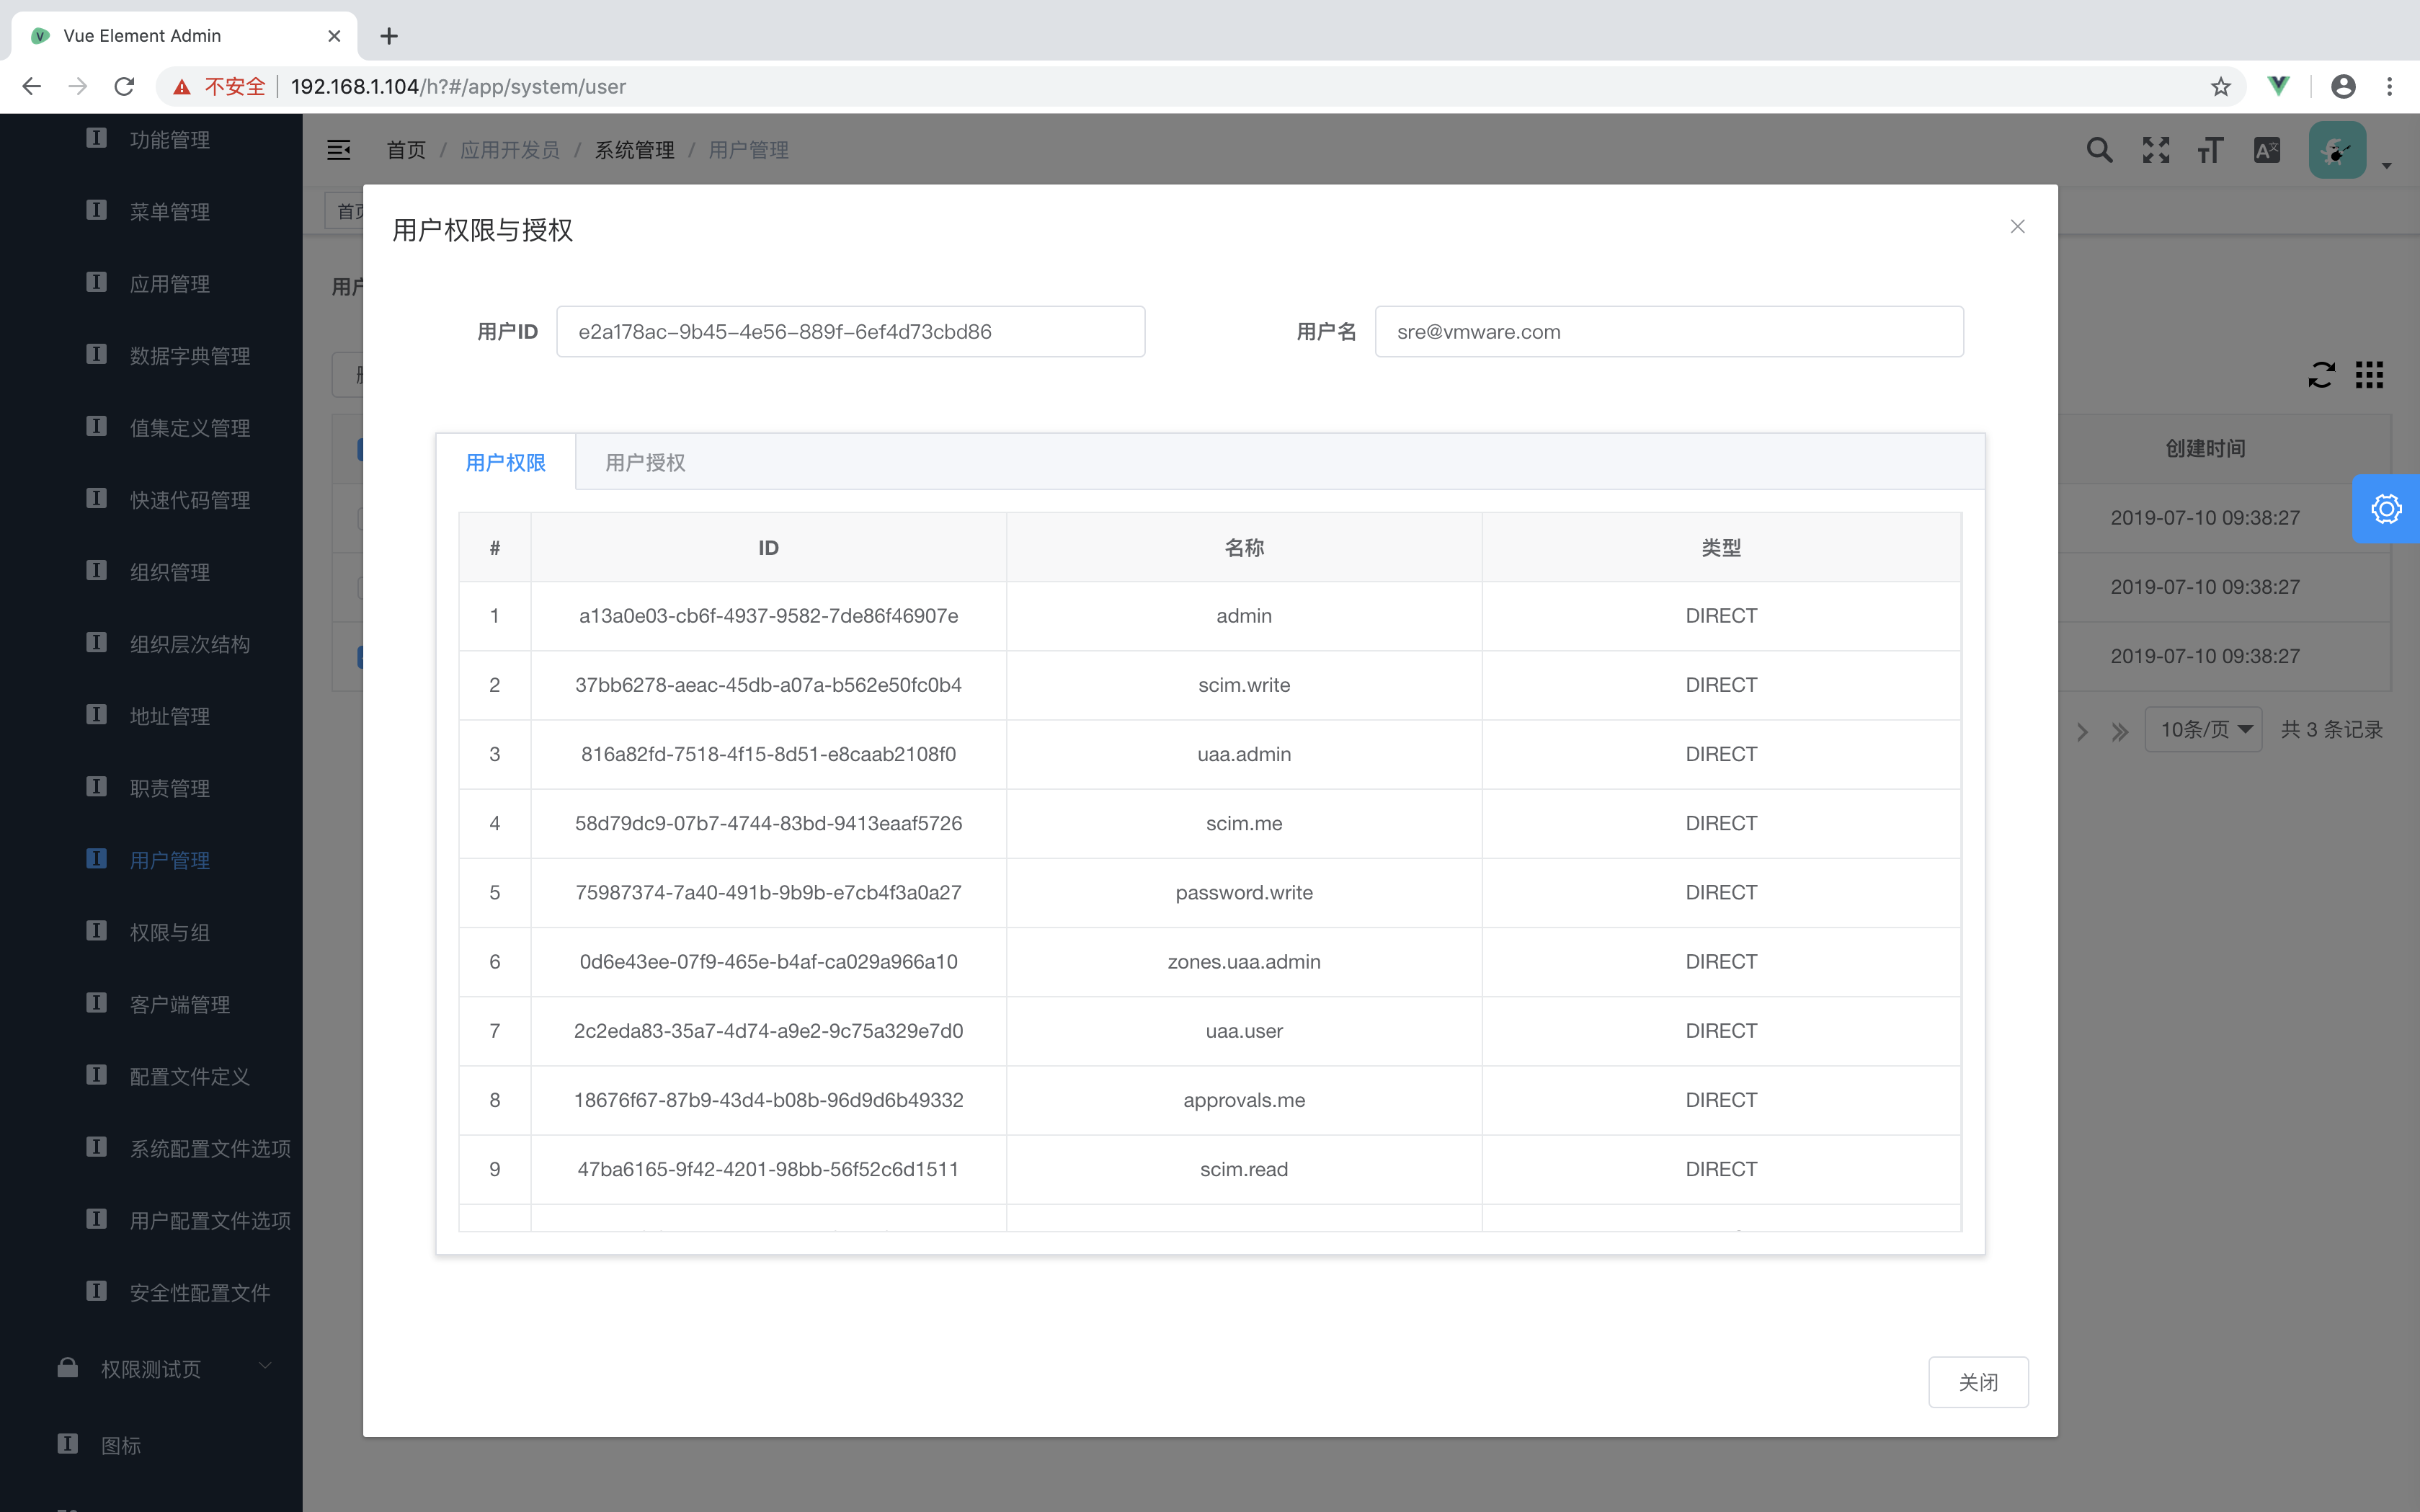 Vue Element Admin
不安全 192.168.1.104/h?#/app/system/user
功能管理
菜单管理
应用管理
数据字典管理
值集定义管理
快速代码管理
组织管理
组织层次结构
地址管理
职责管理
用户管理
权限与组
客户端管理
配置文件定义
系统配置文件选项
用户配置文件选项
安全性配置文件
权限测试页
图标
首页 / 应用开发员 / 系统管理 / 用户管理
首页
用户
用户权限与授权
用户ID e2a178ac-9b45-4e56-889f-6ef4d73cbd86 用户名 sre@vmware.com
用户权限 用户授权
# ID 名称 类型
1 a13a0e03-cb6f-4937-9582-7de86f46907e admin DIRECT
2 37bb6278-aeac-45db-a07a-b562e50fc0b4 scim.write DIRECT
3 816a82fd-7518-4f15-8d51-e8caab2108f0 uaa.admin DIRECT
4 58d79dc9-07b7-4744-83bd-9413eaaf5726 scim.me DIRECT
5 75987374-7a40-491b-9b9b-e7cb4f3a0a27 password.write DIRECT
6 0d6e43ee-07f9-465e-b4af-ca029a966a10 zones.uaa.admin DIRECT
7 2c2eda83-35a7-4d74-a9e2-9c75a329e7d0 uaa.user DIRECT
8 18676f67-87b9-43d4-b08b-96d9d6b49332 approvals.me DIRECT
9 47ba6165-9f42-4201-98bb-56f52c6d1511 scim.read DIRECT
关闭
创建时间
2019-07-10 09:38:27
2019-07-10 09:38:27
2019-07-10 09:38:27
10条/页 共 3 条记录